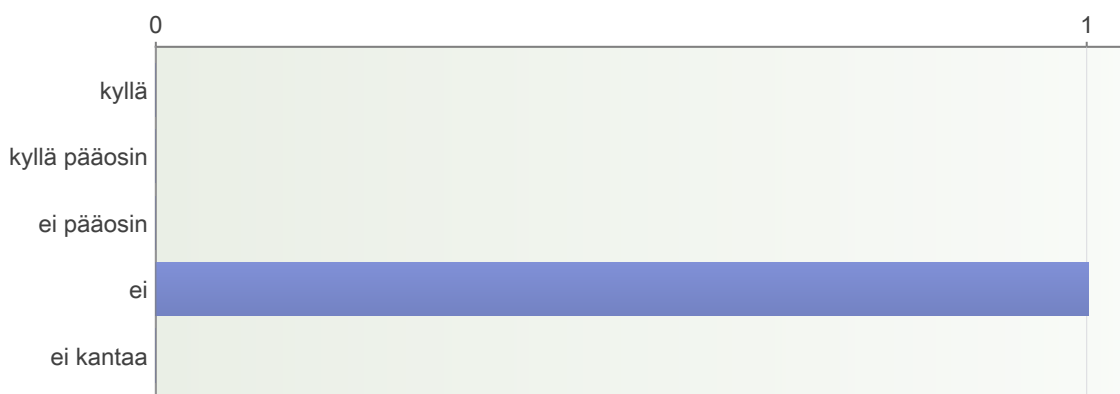 0 1
kyllä
kyllä pääosin
ei pääosin
ei
ei kantaa